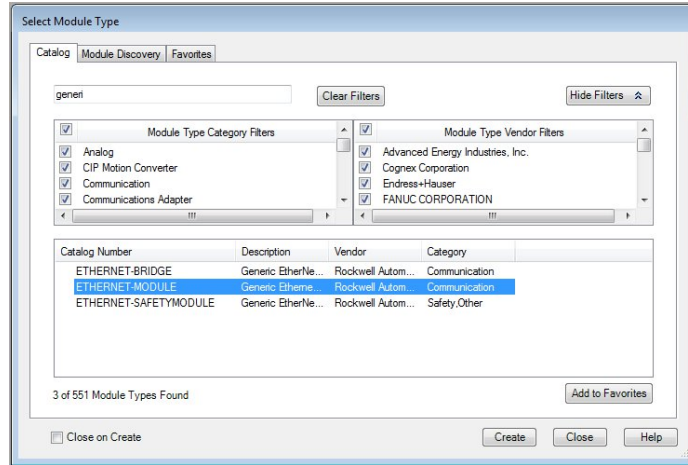 Select Module Type
Catalog Module Discovery Favorites
generi Clear Filters Hide Filters
Module Type Category Filters Module Type Vendor Filters
Analog Advanced Energy Industries, Inc.
CIP Motion Converter Cognex Corporation
Communication Endress+Hauser
Communications Adapter FANUC CORPORATION
Catalog Number Description Vendor Category
ETHERNET-BRIDGE Generic EtherNe... Rockwell Autom... Communication
ETHERNET-MODULE Generic Etherne... Rockwell Autom... Communication
ETHERNET-SAFETYMODULE Generic EtherNe... Rockwell Autom... Safety,Other
3 of 551 Module Types Found Add to Favorites
Close on Create Create Close Help